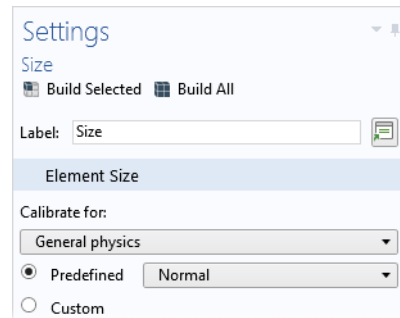 Settings
Size
Build Selected Build All
Label: Size
Element Size
Calibrate for:
General physics
Predefined Normal
Custom